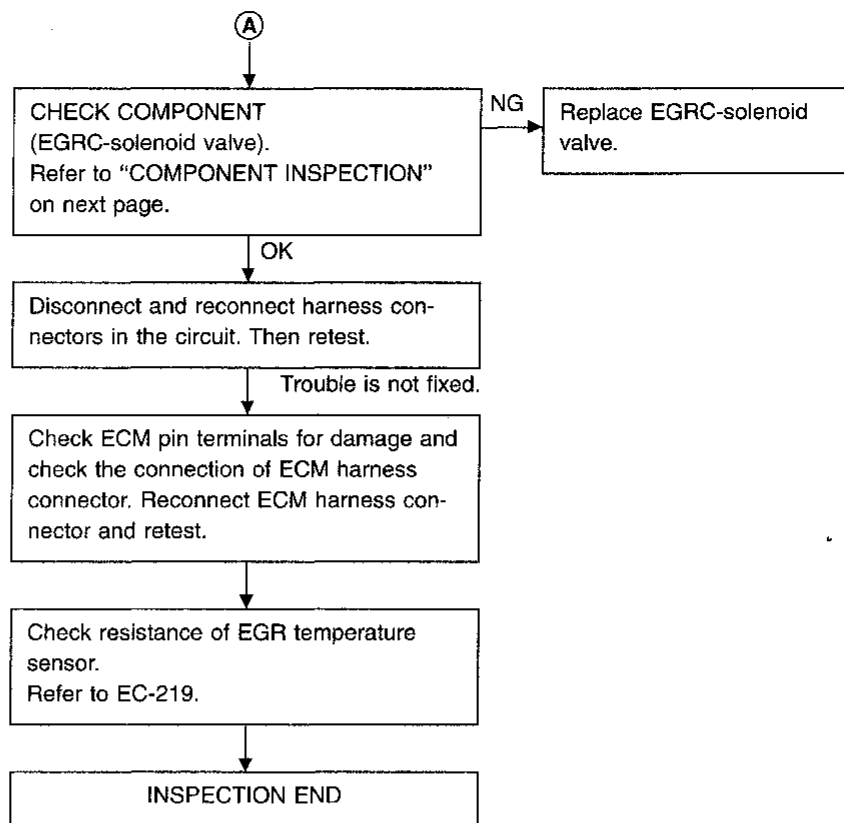 A
CHECK COMPONENT
(EGRC-solenoid valve).
Refer to “COMPONENT INSPECTION”
on next page.
NG
Replace EGRC-solenoid
valve.
OK
Disconnect and reconnect harness con-
nectors in the circuit. Then retest.
Trouble is not fixed.
Check ECM pin terminals for damage and
check the connection of ECM harness
connector. Reconnect ECM harness con-
nector and retest.
Check resistance of EGR temperature
sensor.
Refer to EC-219.
INSPECTION END